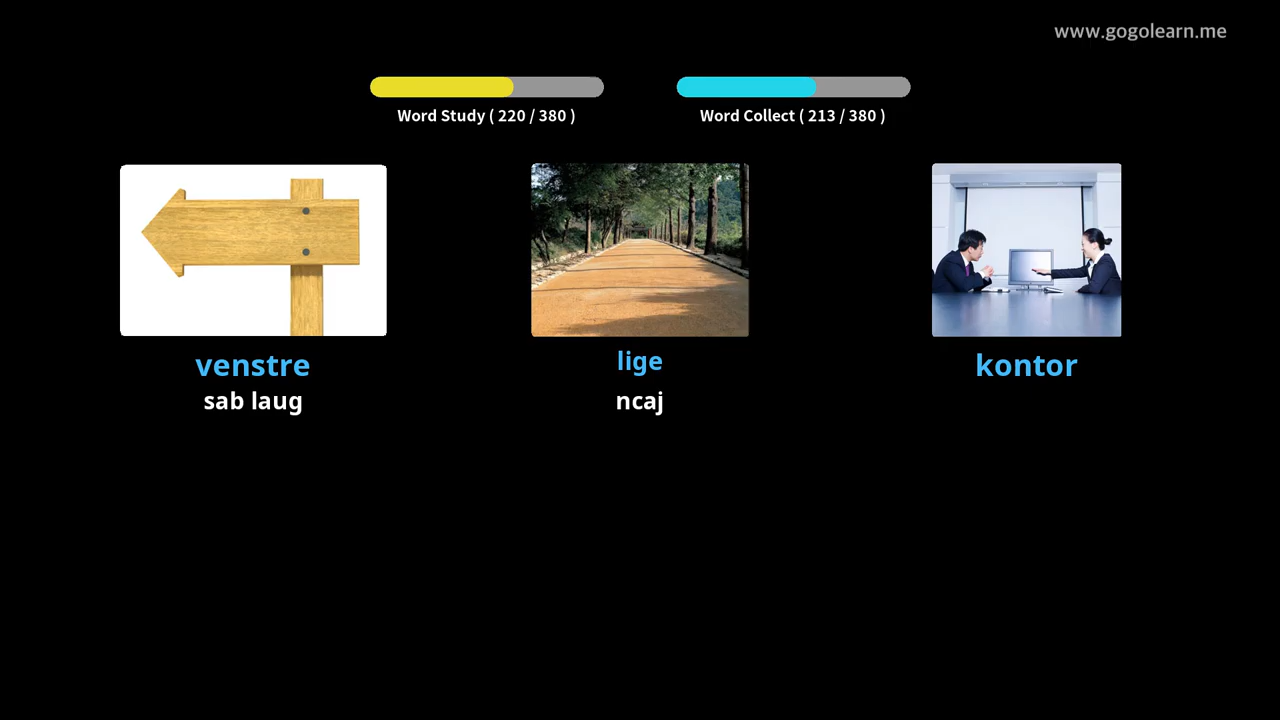 www.gogolearn.me
Word Study ( 220 / 380 )
Word Collect ( 213 / 380 )
venstre
sab laug
lige
ncaj
kontor